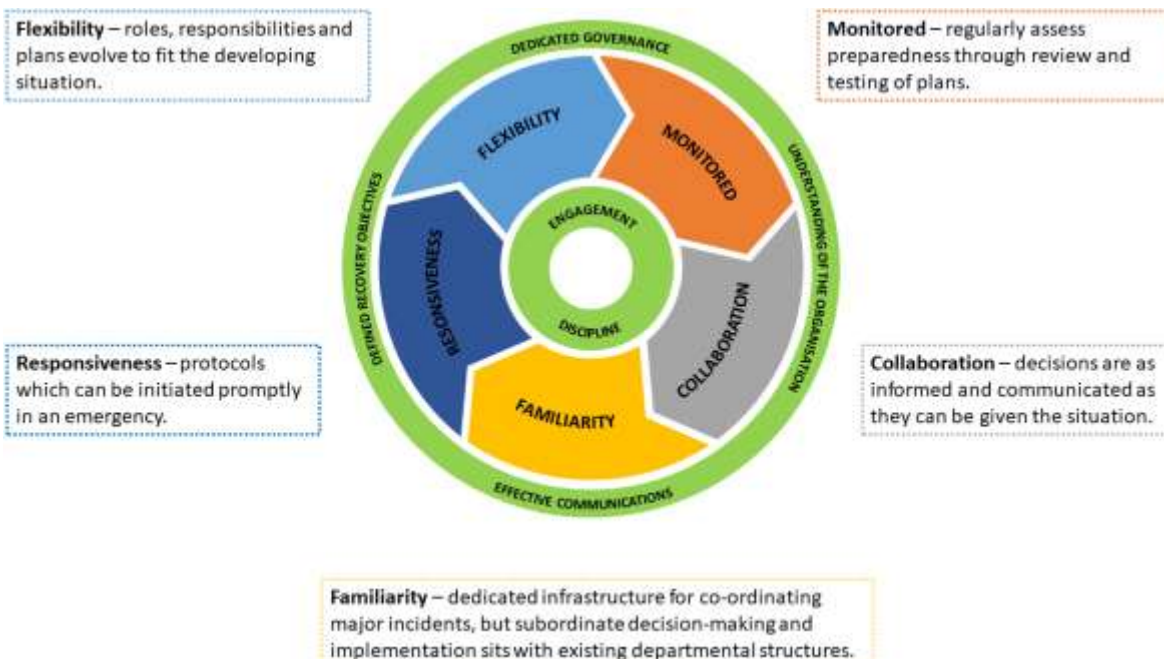 Flexibility – roles, responsibilities and
plans evolve to fit the developing
situation.
Monitored – regularly assess
preparedness through review and
testing of plans.
DEDICATED GOVERNANCE
UNDERSTANDING OF THE ORGANISATION
EFFECTIVE COMMUNICATIONS
DEFINED RECOVERY OBJECTIVES
FLEXIBILITY
MONITORED
COLLABORATION
FAMILIARITY
RESONSIVENESS
ENGAGEMENT
DISCIPLINE
Responsiveness – protocols
which can be initiated promptly
in an emergency.
Collaboration – decisions are as
informed and communicated as
they can be given the situation.
Familiarity – dedicated infrastructure for co-ordinating
major incidents, but subordinate decision-making and
implementation sits with existing departmental structures.